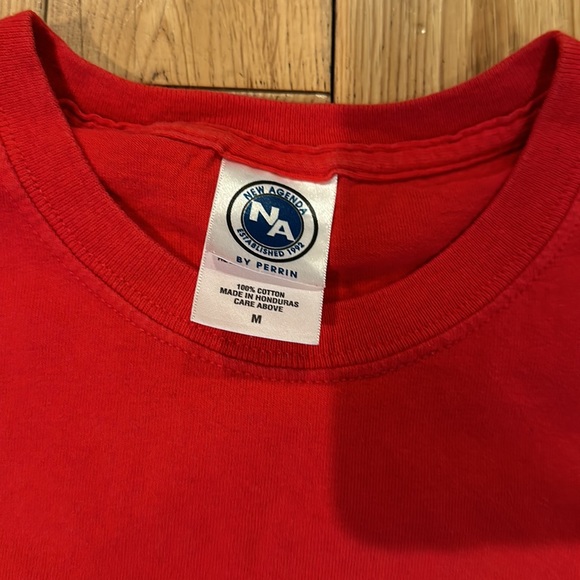 NEW AGENDA
NA
ESTABLISHED 1992
BY PERRIN
100% COTTON
MADE IN HONDURAS
CARE ABOVE
M